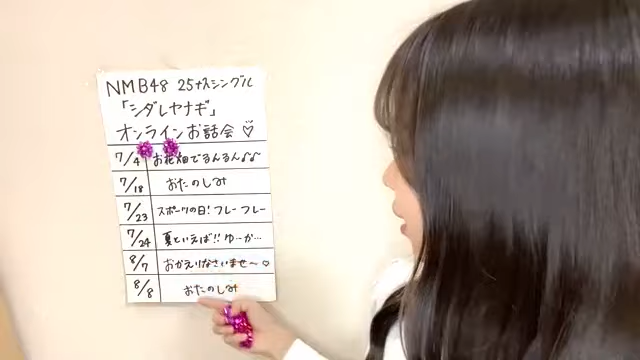 NMB48 25thシングル
「シダレヤナギ」
オンラインお話会♡
7/4 お花畑でるんるん♪♪
7/18 おたのしみ
7/23 スポーツの日!フレーフレー
7/24 夏といえば!!ゆーか…
8/7 おかえりなさいませ〜♡
8/8 おたのしみ